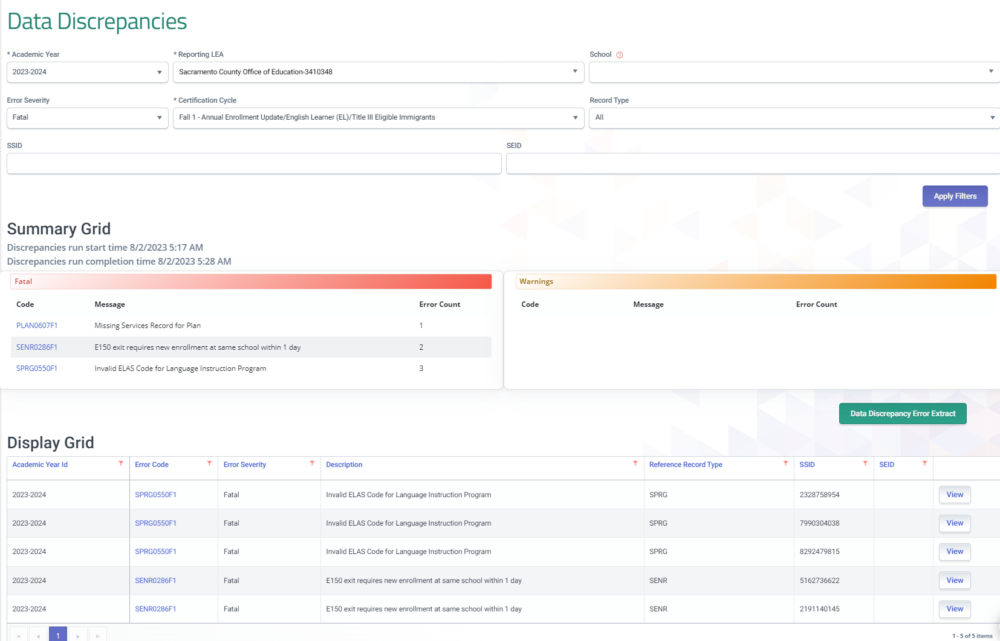 Data Discrepancies
* Academic Year * Reporting LEA School ?
2023-2024 Sacramento County Office of Education-3410348
Error Severity * Certification Cycle Record Type
Fatal Fall 1 - Annual Enrollment Update/English Learner (EL)/Title III Eligible Immigrants All
SSID SEID
Apply Filters
Summary Grid
Discrepancies run start time 8/2/2023 5:17 AM
Discrepancies run completion time 8/2/2023 5:28 AM
Fatal
Code Message Error Count
PLAN0607F1 Missing Services Record for Plan 1
SENR0286F1 E150 exit requires new enrollment at same school within 1 day 2
SPRG0550F1 Invalid ELAS Code for Language Instruction Program 3
Warnings
Code Message Error Count
Data Discrepancy Error Extract
Display Grid
Academic Year Id Error Code Error Severity Description Reference Record Type SSID SEID
2023-2024 SPRG0550F1 Fatal Invalid ELAS Code for Language Instruction Program SPRG 2328758954 View
2023-2024 SPRG0550F1 Fatal Invalid ELAS Code for Language Instruction Program SPRG 7990304038 View
2023-2024 SPRG0550F1 Fatal Invalid ELAS Code for Language Instruction Program SPRG 8292479815 View
2023-2024 SENR0286F1 Fatal E150 exit requires new enrollment at same school within 1 day SENR 5162736622 View
2023-2024 SENR0286F1 Fatal E150 exit requires new enrollment at same school within 1 day SENR 2191140145 View
1 1 - 5 of 5 items